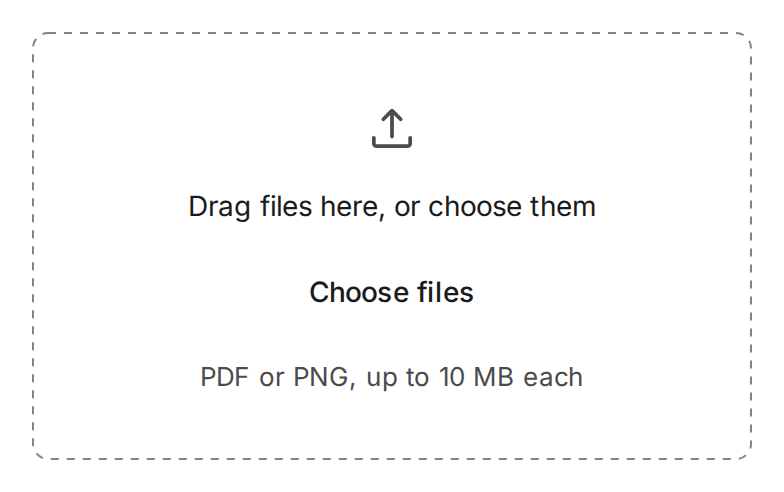 Drag files here, or choose them
Choose files
PDF or PNG, up to 10 MB each